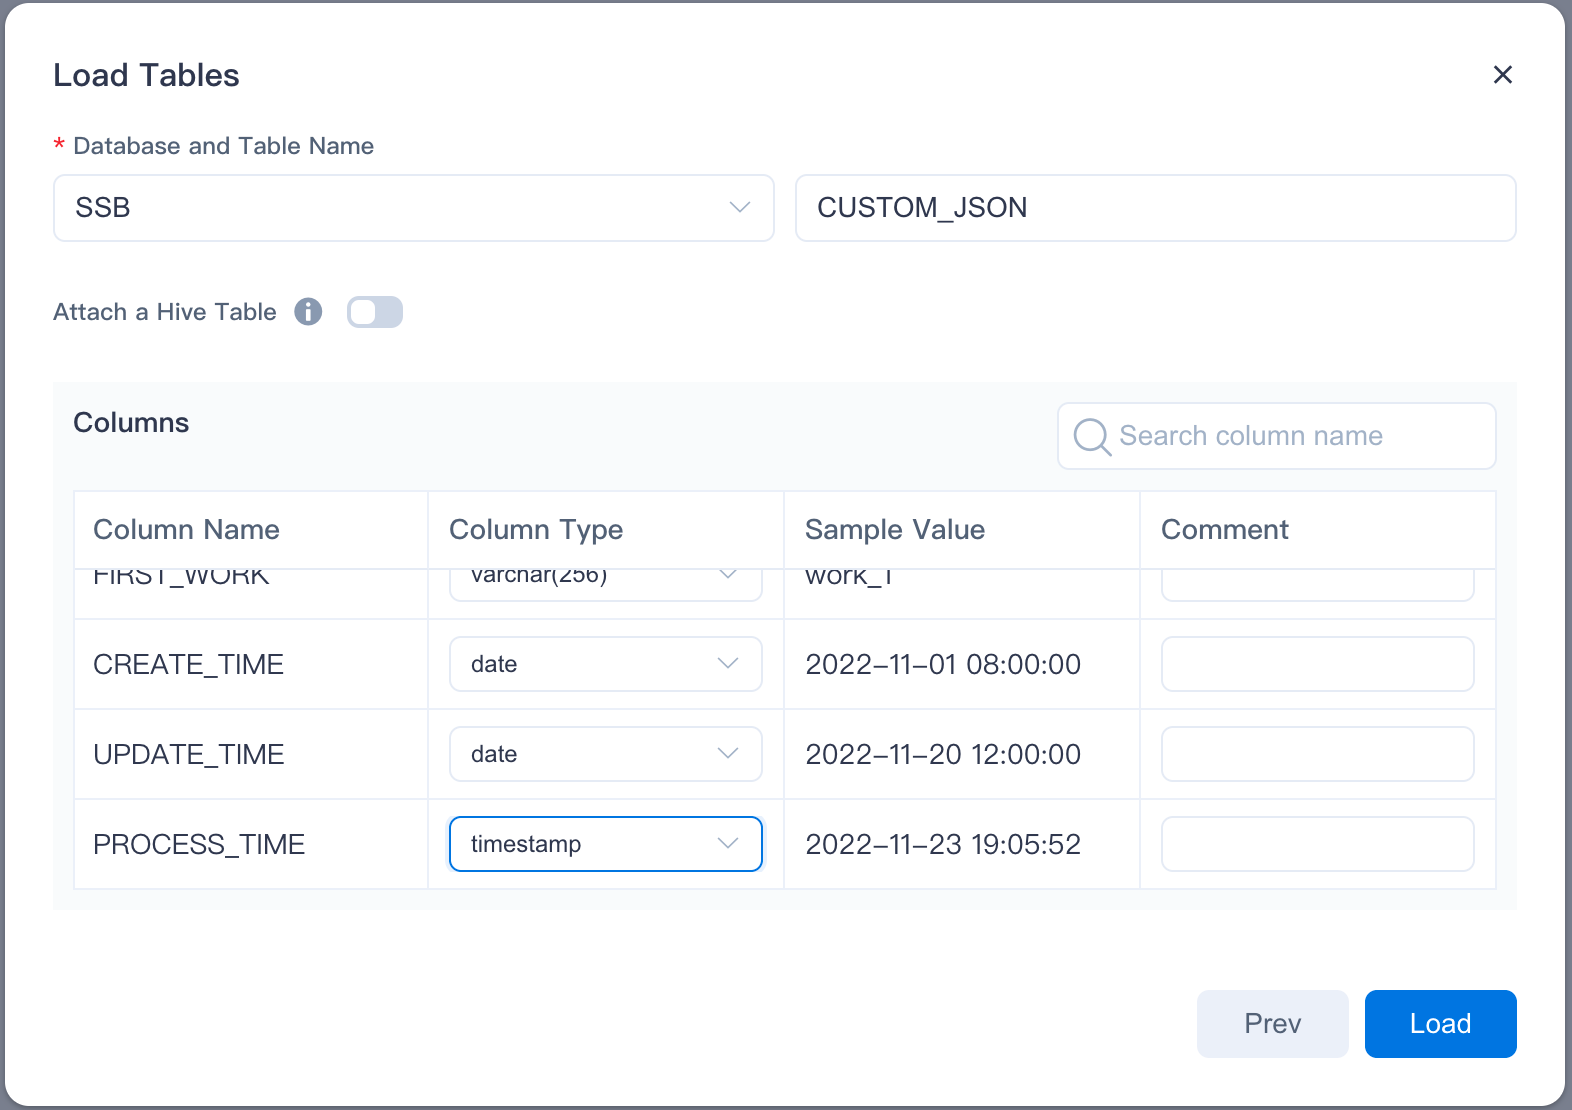 Load Tables
* Database and Table Name
SSB CUSTOM_JSON
Attach a Hive Table
Columns
Search column name
Column Name Column Type Sample Value Comment
FIRST_WORK varchar(256) work_1
CREATE_TIME date 2022-11-01 08:00:00
UPDATE_TIME date 2022-11-20 12:00:00
PROCESS_TIME timestamp 2022-11-23 19:05:52
Prev Load